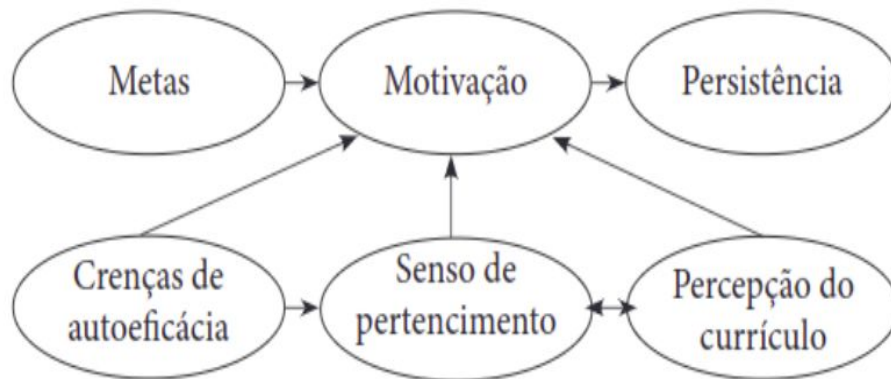 Metas
Motivação
Persistência
Crenças de
autoeficácia
Senso de
pertencimento
Percepção do
currículo